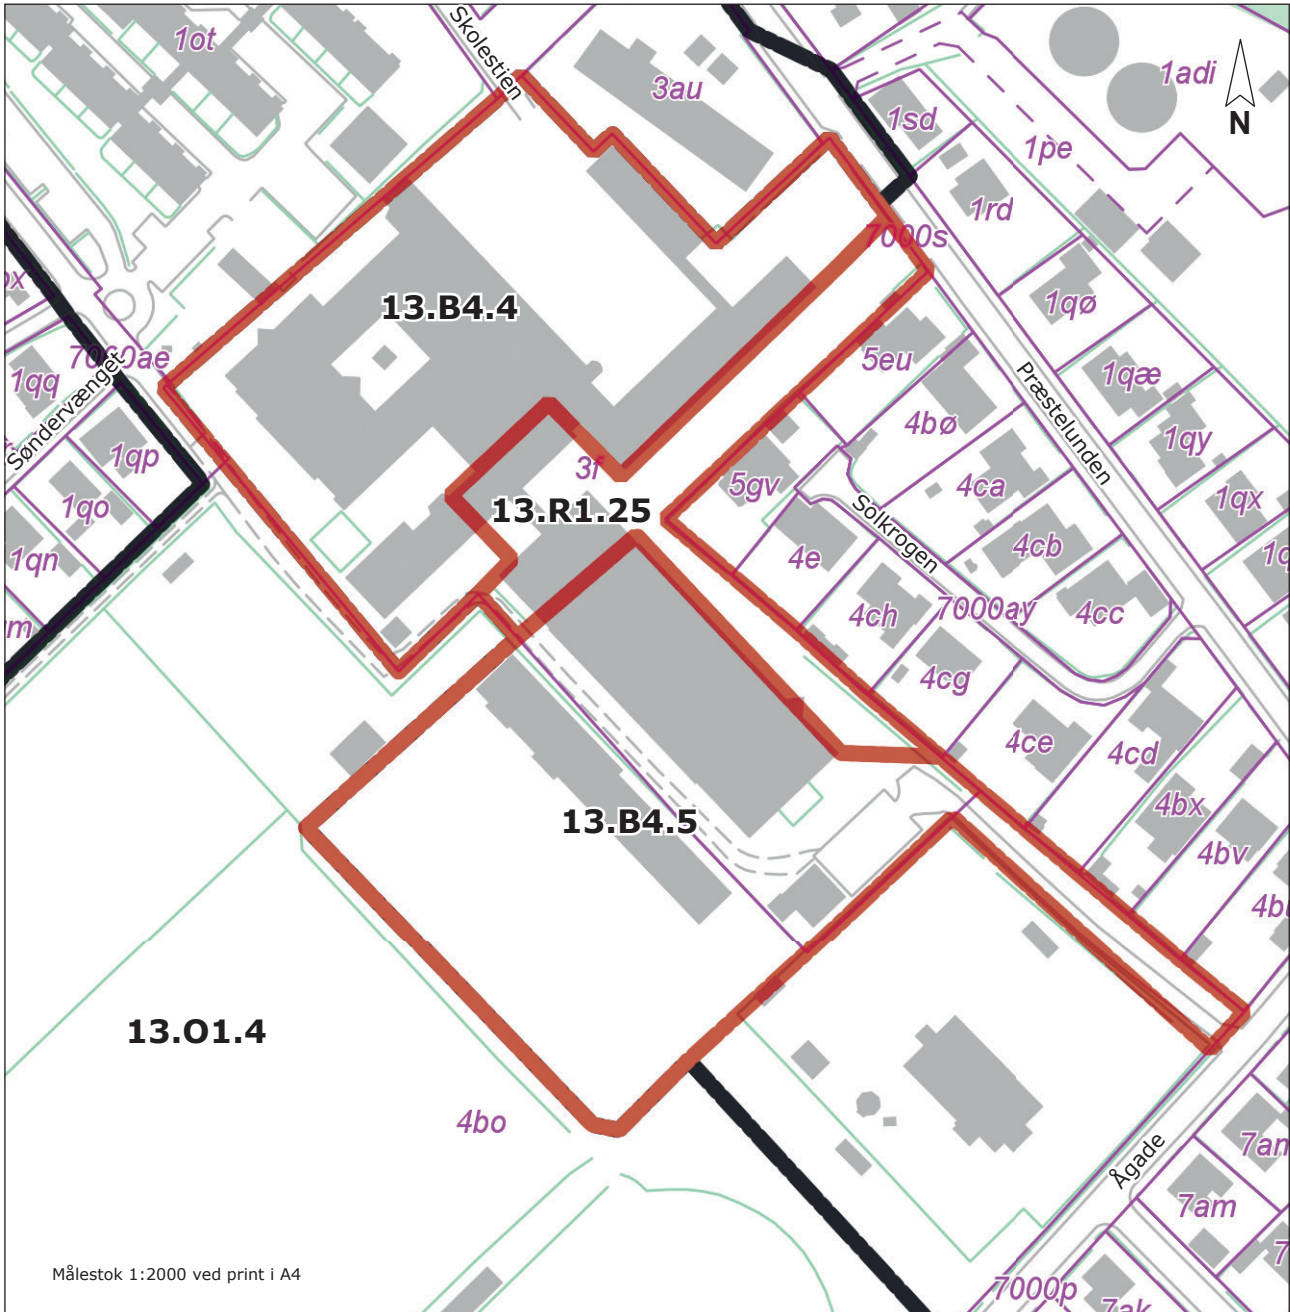 1ot
Skolestien
3au
1adi
N
1sd
1pe
1rd
7000s
13.B4.4
1qø
7000ae
1qq
Søndervænget
5eu
1qæ
Præstelunden
4bø
1qy
1qp
3f
5gv
4ca
1qo
13.R1.25
1qx
Solkrogen
4cb
1qn
4e
7000ay
4ch
4cc
4cg
4ce
4cd
13.B4.5
4bx
4bv
13.O1.4
4bo
Ågade
7am
Målestok 1:2000 ved print i A4
7000p
7ak